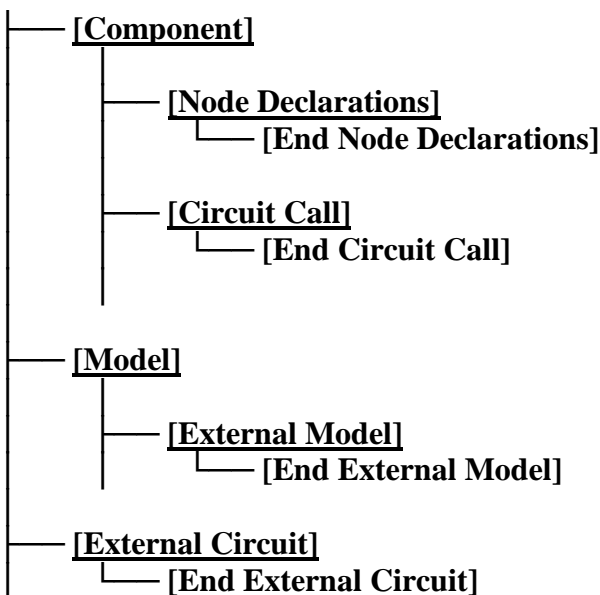 [Component]
[Node Declarations]
[End Node Declarations]
[Circuit Call]
[End Circuit Call]
[Model]
[External Model]
[End External Model]
[External Circuit]
[End External Circuit]